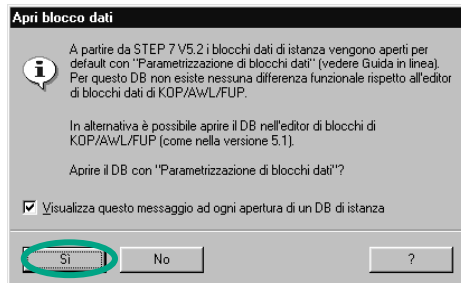 Apri blocco dati
A partire da STEP 7 V5.2 i blocchi dati di istanza vengono aperti per
default con "Parametrizzazione di blocchi dati" (vedere Guida in linea).
Per questo DB non esiste nessuna differenza funzionale rispetto all'editor
di blocchi dati di KOP/AWL/FUP.
In alternativa è possibile aprire il DB nell'editor di blocchi di
KOP/AWL/FUP (come nella versione 5.1).
Aprire il DB con "Parametrizzazione di blocchi dati"?
Visualizza questo messaggio ad ogni apertura di un DB di istanza
Sì No ?